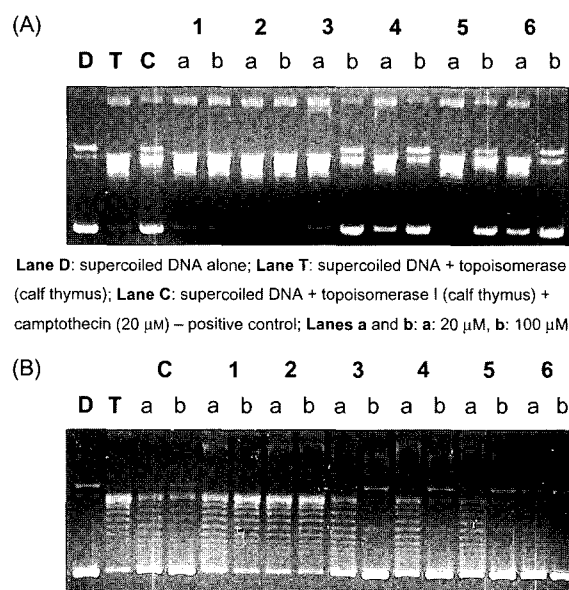 (A) 1 2 3 4 5 6
D T C a b a b a b a b a b a b
Lane D: supercoiled DNA alone; Lane T: supercoiled DNA + topoisomerase
(calf thymus); Lane C: supercoiled DNA + topoisomerase I (calf thymus) +
camptothecin (20 μM) – positive control; Lanes a and b: a: 20 μM, b: 100 μM
(B) C 1 2 3 4 5 6
D T a b a b a b a b a b a b a b